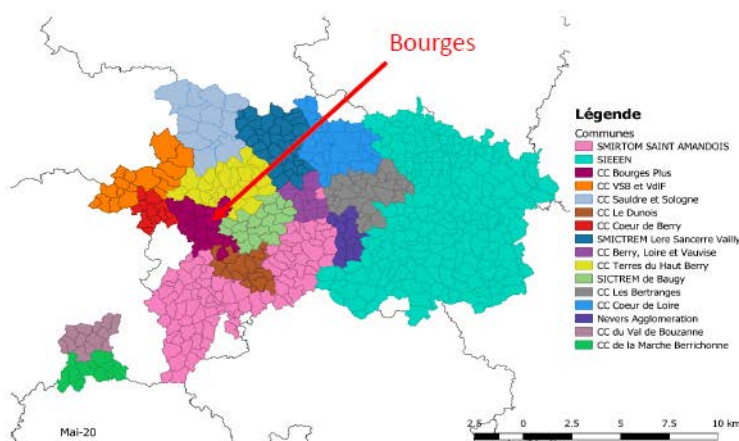 Bourges
Légende
Communes
SMIRTOM SAINT AMANDOIS
SIEEEN
CC Bourges Plus
CC VSB et VdIF
CC Sauldre et Sologne
CC Le Dunois
CC Coeur de Berry
SMICTREM Lere Sancerre Vailly
CC Berry, Loire et Vauvise
CC Terres du Haut Berry
SICTREM de Baugy
CC Les Bertranges
CC Coeur de Loire
Nevers Agglomeration
CC du Val de Bouzanne
CC de la Marche Berrichonne
Mai-20
2,5 0 2,5 5 7,5 10 km